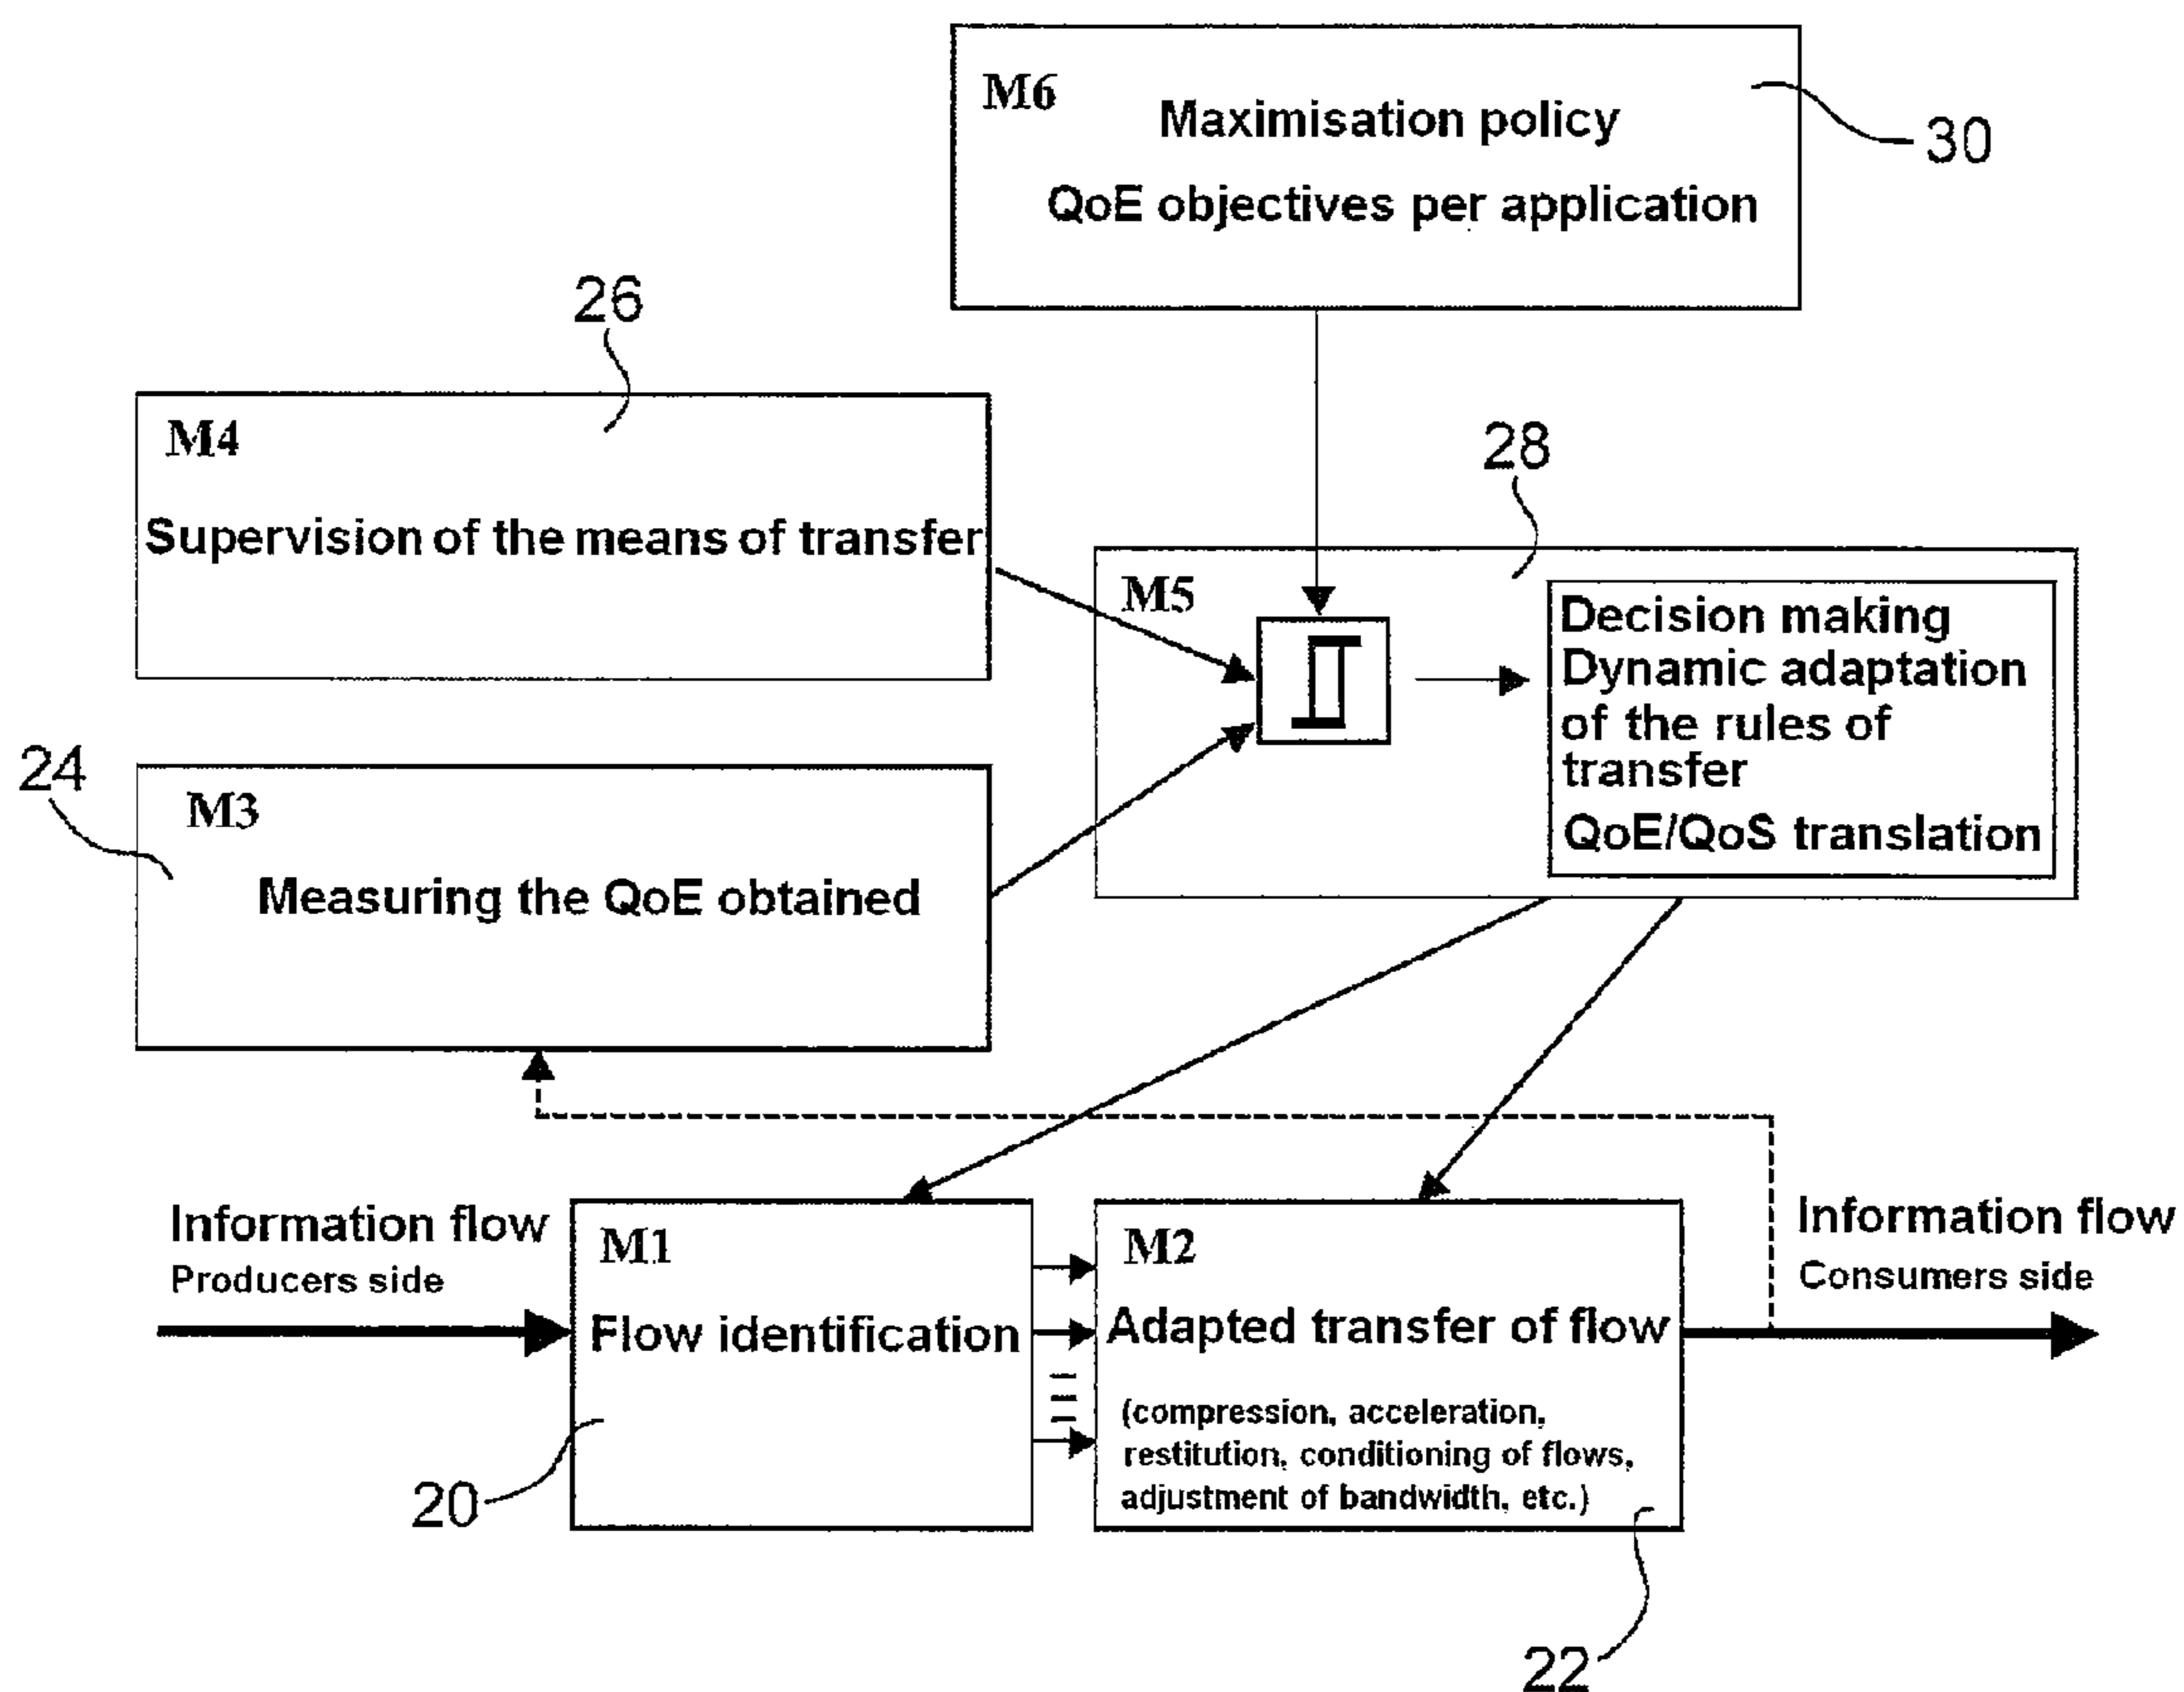 M6
Maximisation policy
QoE objectives per application
30
26
M4
Supervision of the means of transfer
28
M5
Decision making
Dynamic adaptation
of the rules of
transfer
QoE/QoS translation
24
M3
Measuring the QoE obtained
Information flow
Producers side
M1
Flow identification
20
M2
Adapted transfer of flow
(compression, acceleration,
restitution, conditioning of flows,
adjustment of bandwidth, etc.)
22
Information flow
Consumers side